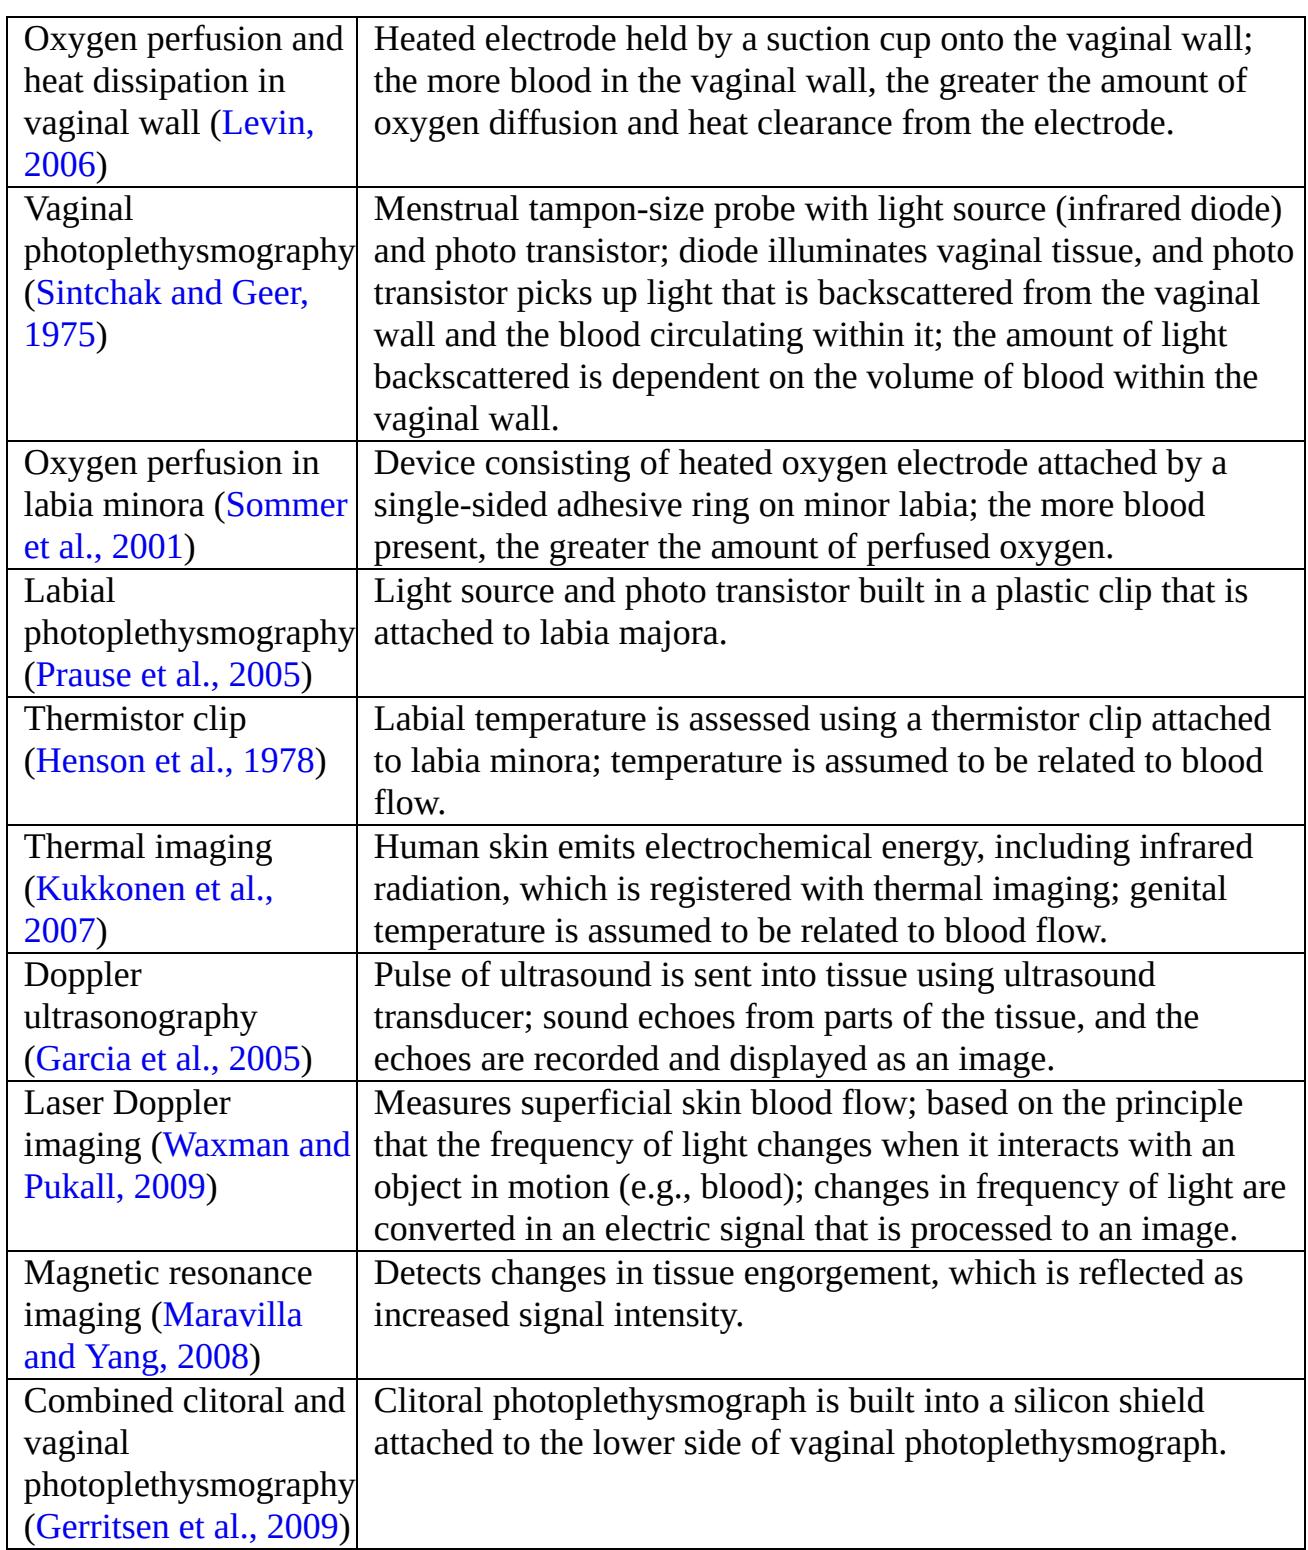 Oxygen perfusion and
heat dissipation in
vaginal wall (Levin,
2006)
Heated electrode held by a suction cup onto the vaginal wall;
the more blood in the vaginal wall, the greater the amount of
oxygen diffusion and heat clearance from the electrode.
Vaginal
photoplethysmography
(Sintchak and Geer,
1975)
Menstrual tampon-size probe with light source (infrared diode)
and photo transistor; diode illuminates vaginal tissue, and photo
transistor picks up light that is backscattered from the vaginal
wall and the blood circulating within it; the amount of light
backscattered is dependent on the volume of blood within the
vaginal wall.
Oxygen perfusion in
labia minora (Sommer
et al., 2001)
Device consisting of heated oxygen electrode attached by a
single-sided adhesive ring on minor labia; the more blood
present, the greater the amount of perfused oxygen.
Labial
photoplethysmography
(Prause et al., 2005)
Light source and photo transistor built in a plastic clip that is
attached to labia majora.
Thermistor clip
(Henson et al., 1978)
Labial temperature is assessed using a thermistor clip attached
to labia minora; temperature is assumed to be related to blood
flow.
Thermal imaging
(Kukkonen et al.,
2007)
Human skin emits electrochemical energy, including infrared
radiation, which is registered with thermal imaging; genital
temperature is assumed to be related to blood flow.
Doppler
ultrasonography
(Garcia et al., 2005)
Pulse of ultrasound is sent into tissue using ultrasound
transducer; sound echoes from parts of the tissue, and the
echoes are recorded and displayed as an image.
Laser Doppler
imaging (Waxman and
Pukall, 2009)
Measures superficial skin blood flow; based on the principle
that the frequency of light changes when it interacts with an
object in motion (e.g., blood); changes in frequency of light are
converted in an electric signal that is processed to an image.
Magnetic resonance
imaging (Maravilla
and Yang, 2008)
Detects changes in tissue engorgement, which is reflected as
increased signal intensity.
Combined clitoral and
vaginal
photoplethysmography
(Gerritsen et al., 2009)
Clitoral photoplethysmograph is built into a silicon shield
attached to the lower side of vaginal photoplethysmograph.